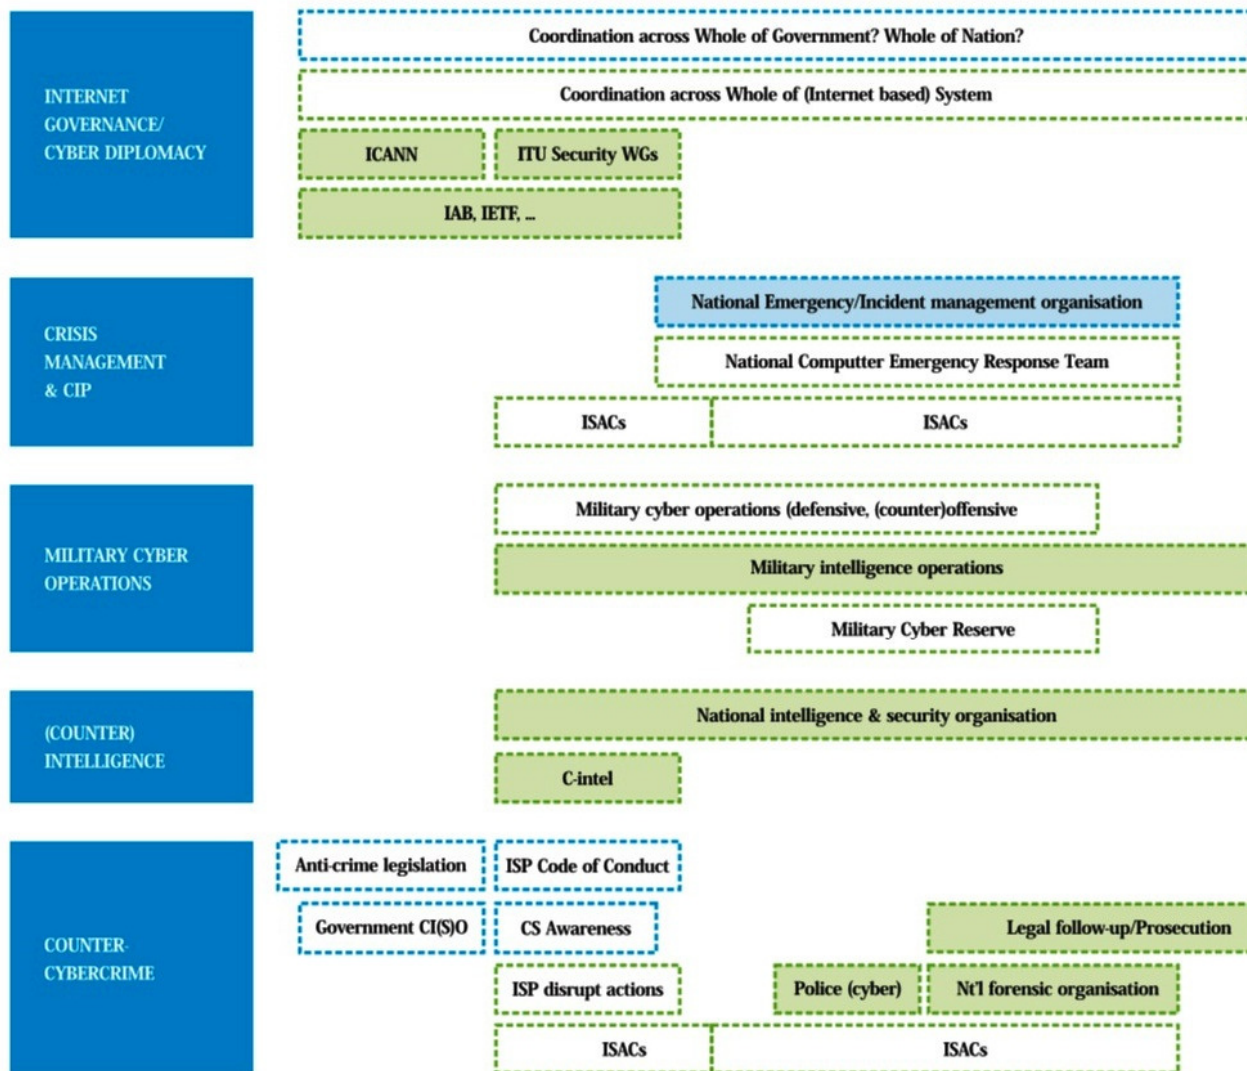 INTERNET
GOVERNANCE/
CYBER DIPLOMACY
Coordination across Whole of Government? Whole of Nation?
Coordination across Whole of (Internet based) System
ICANN
ITU Security WGs
IAB, IETF, ...
CRISIS
MANAGEMENT
& CIP
National Emergency/Incident management organisation
National Computter Emergency Response Team
ISACs
ISACs
MILITARY CYBER
OPERATIONS
Military cyber operations (defensive, (counter)offensive
Military intelligence operations
Military Cyber Reserve
(COUNTER)
INTELLIGENCE
National intelligence & security organisation
C-intel
COUNTER-
CYBERCRIME
Anti-crime legislation
ISP Code of Conduct
Government CI(S)O
CS Awareness
Legal follow-up/Prosecution
ISP disrupt actions
Police (cyber)
Nt'l forensic organisation
ISACs
ISACs